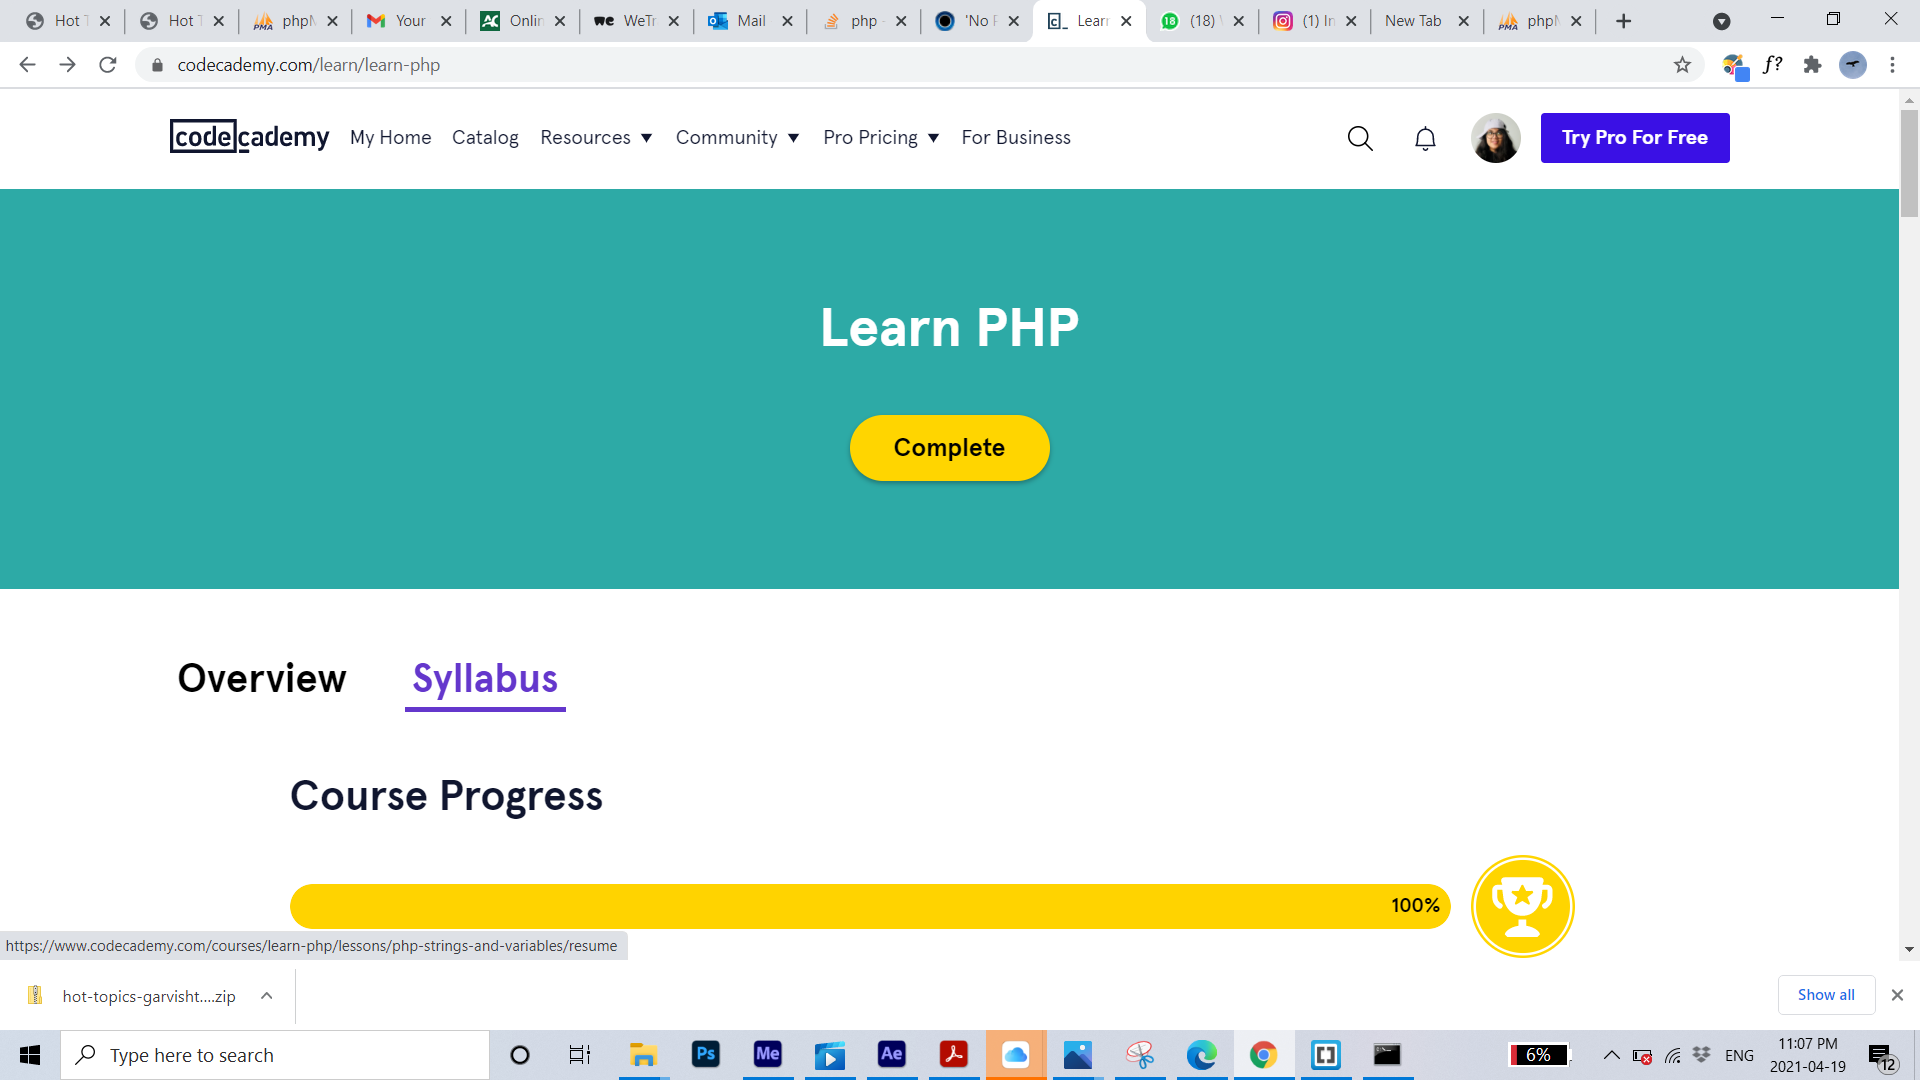 Hot T
Hot T
phpM
Your
Onlin
WeTr
Mail
php -
'No F
Learn
(18)
(1) In
New Tab
phpM
codecademy.com/learn/learn-php
f?
codecademy
My Home
Catalog
Resources
Community
Pro Pricing
For Business
Try Pro For Free
Learn PHP
Complete
Overview
Syllabus
Course Progress
100%
https://www.codecademy.com/courses/learn-php/lessons/php-strings-and-variables/resume
hot-topics-garvisht....zip
Show all
Type here to search
Ps
Me
Ae
6%
ENG
11:07 PM
2021-04-19
12